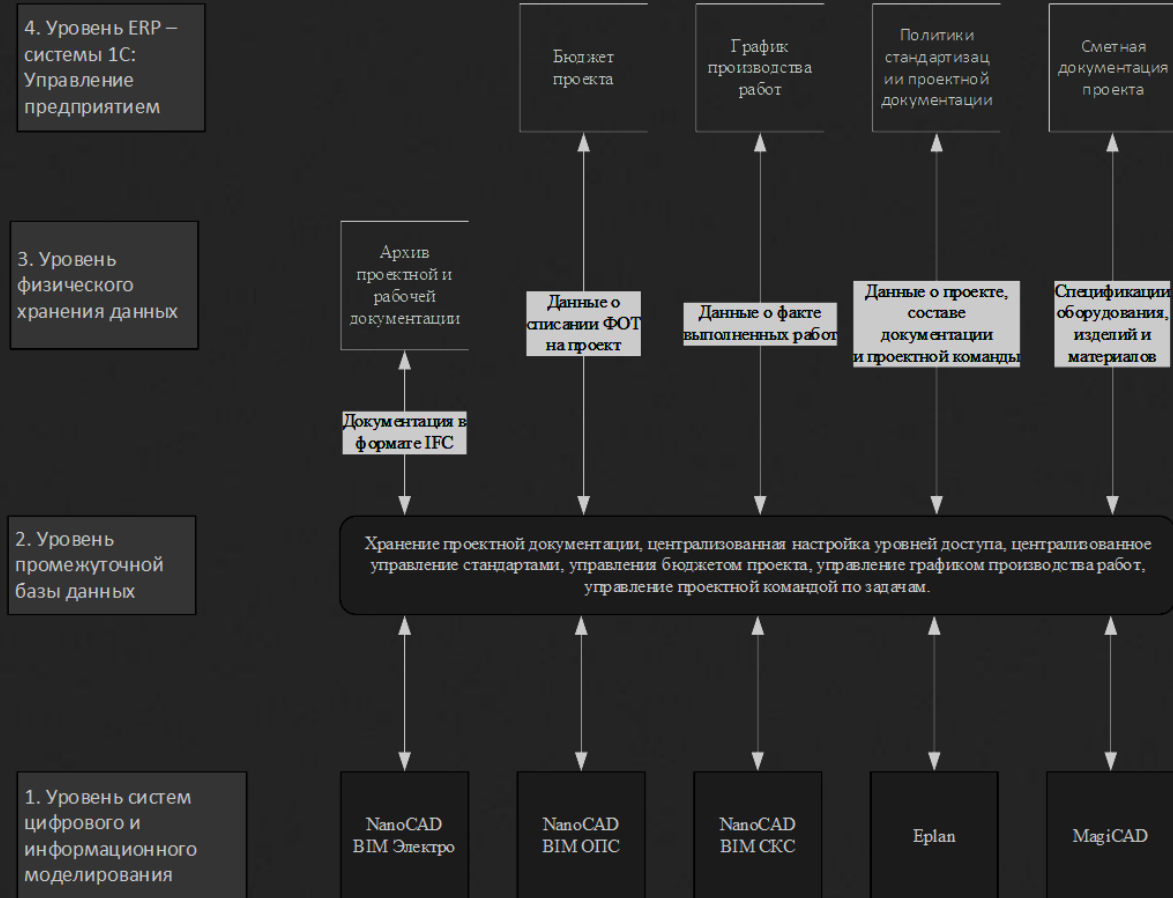 4. Уровень ERP –
системы 1С:
Управление
предприятием
Бюджет
проекта
График
производства
работ
Политики
стандартизац
ии проектной
документации
Сметная
документация
проекта
3. Уровень
физического
хранения данных
Архив
проектной и
рабочей
документации
Данные о
списании ФОТ
на проект
Данные о факте
выполненных работ
Данные о проекте,
составе
документации
и проектной команды
Спецификации
оборудования,
изделий и
материалов
Документация в
формате IFC
2. Уровень
промежуточной
базы данных
Хранение проектной документации, централизованная настройка уровней доступа, централизованное
управление стандартами, управления бюджетом проекта, управление графиком производства работ,
управление проектной командой по задачам.
1. Уровень систем
цифрового и
информационного
моделирования
NanoCAD
BIM Электро
NanoCAD
BIM ОПС
NanoCAD
BIM СКС
Eplan
MagiCAD